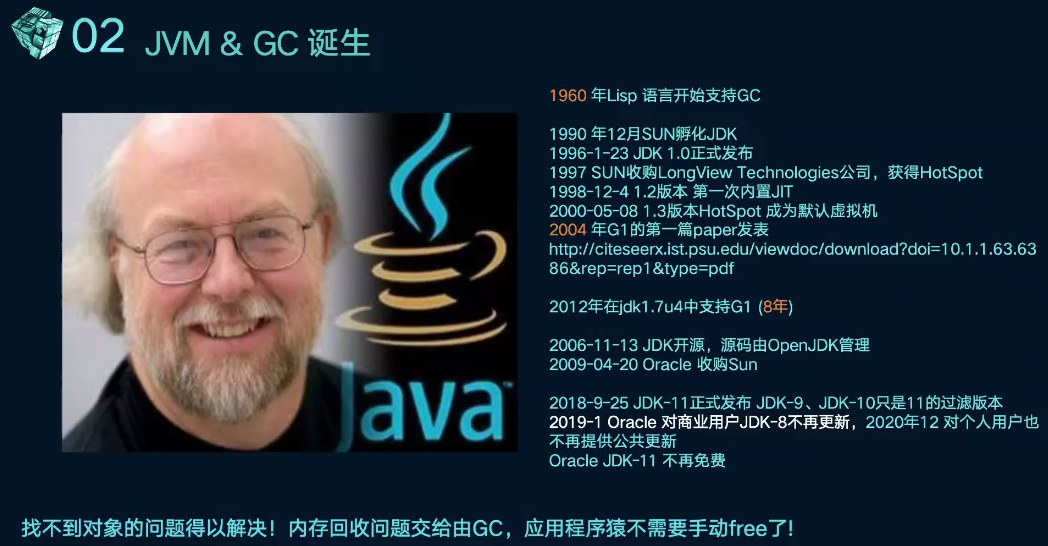 02 JVM & GC 诞生
1960 年Lisp 语言开始支持GC
1990 年12月SUN孵化JDK
1996-1-23 JDK 1.0正式发布
1997 SUN收购LongView Technologies公司，获得HotSpot
1998-12-4 1.2版本 第一次内置JIT
2000-05-08 1.3版本HotSpot 成为默认虚拟机
2004 年G1的第一篇paper发表
http://citeseerx.ist.psu.edu/viewdoc/download?doi=10.1.1.63.63
86&rep=rep1&type=pdf
2012年在jdk1.7u4中支持G1 (8年)
2006-11-13 JDK开源，源码由OpenJDK管理
2009-04-20 Oracle 收购Sun
2018-9-25 JDK-11正式发布 JDK-9、JDK-10只是11的过滤版本
2019-1 Oracle 对商业用户JDK-8不再更新，2020年12 对个人用户也
不再提供公共更新
Oracle JDK-11 不再免费
Java™
找不到对象的问题得以解决！内存回收问题交给由GC，应用程序猿不需要手动free了!